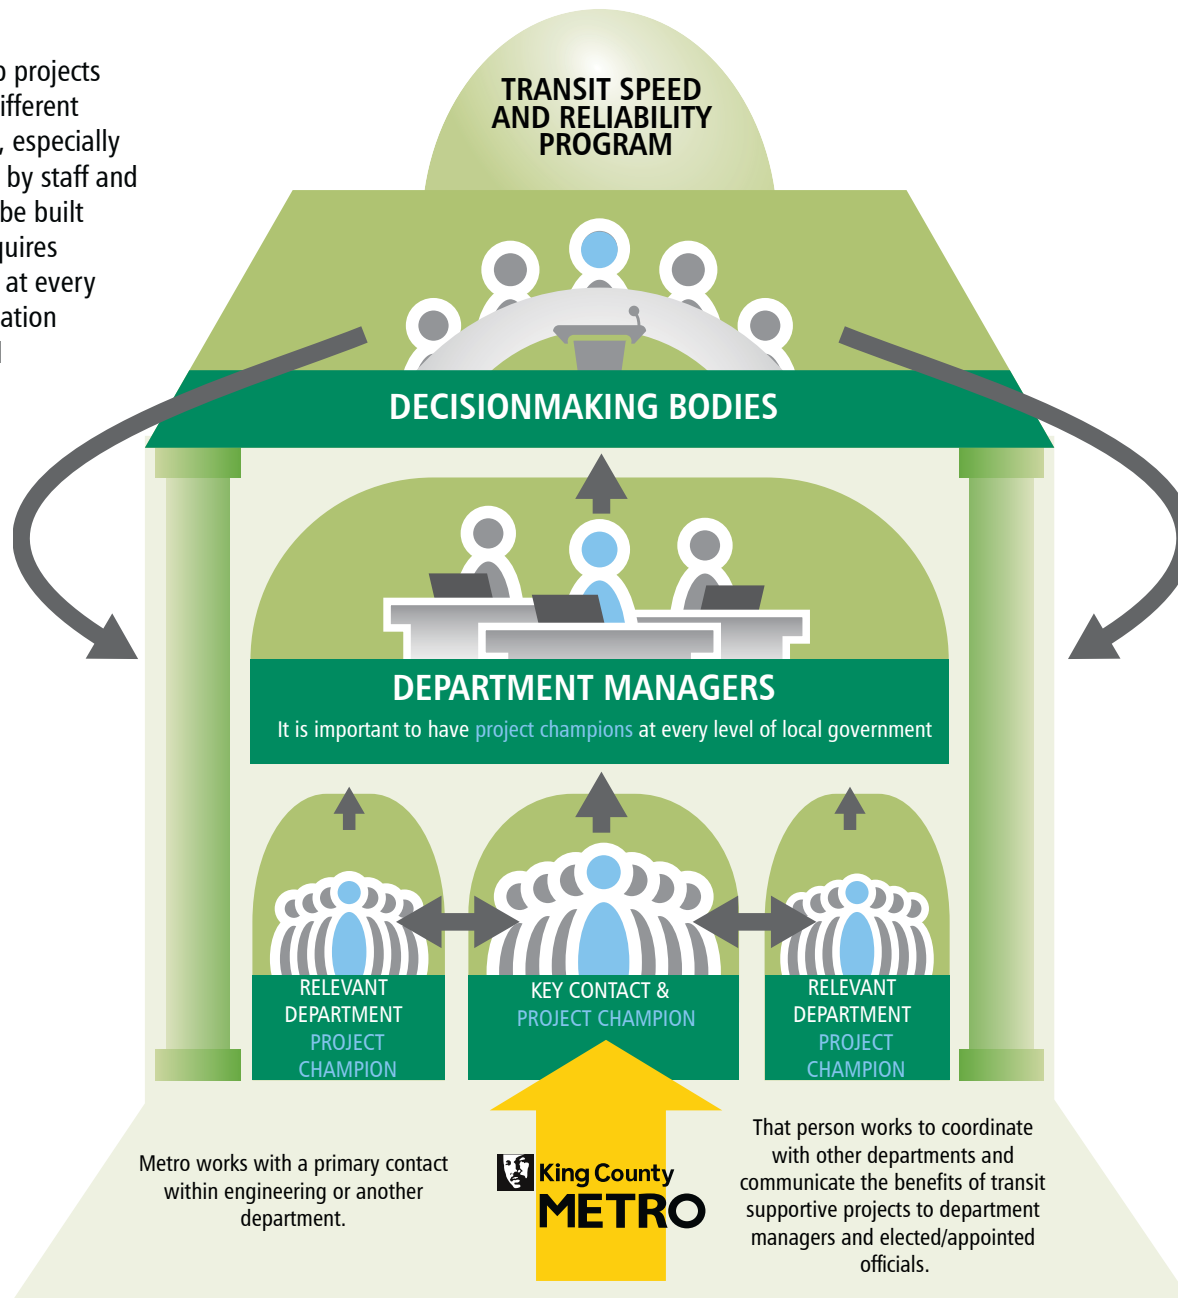 projects
ifferent
, especially
by staff and
be built
quires
at every
ation
TRANSIT SPEED
AND RELIABILITY
PROGRAM
DECISIONMAKING BODIES
DEPARTMENT MANAGERS
It is important to have project champions at every level of local government
RELEVANT
DEPARTMENT
PROJECT
CHAMPION
KEY CONTACT &
PROJECT CHAMPION
RELEVANT
DEPARTMENT
PROJECT
CHAMPION
Metro works with a primary contact
within engineering or another
department.
King County
METRO
That person works to coordinate
with other departments and
communicate the benefits of transit
supportive projects to department
managers and elected/appointed
officials.